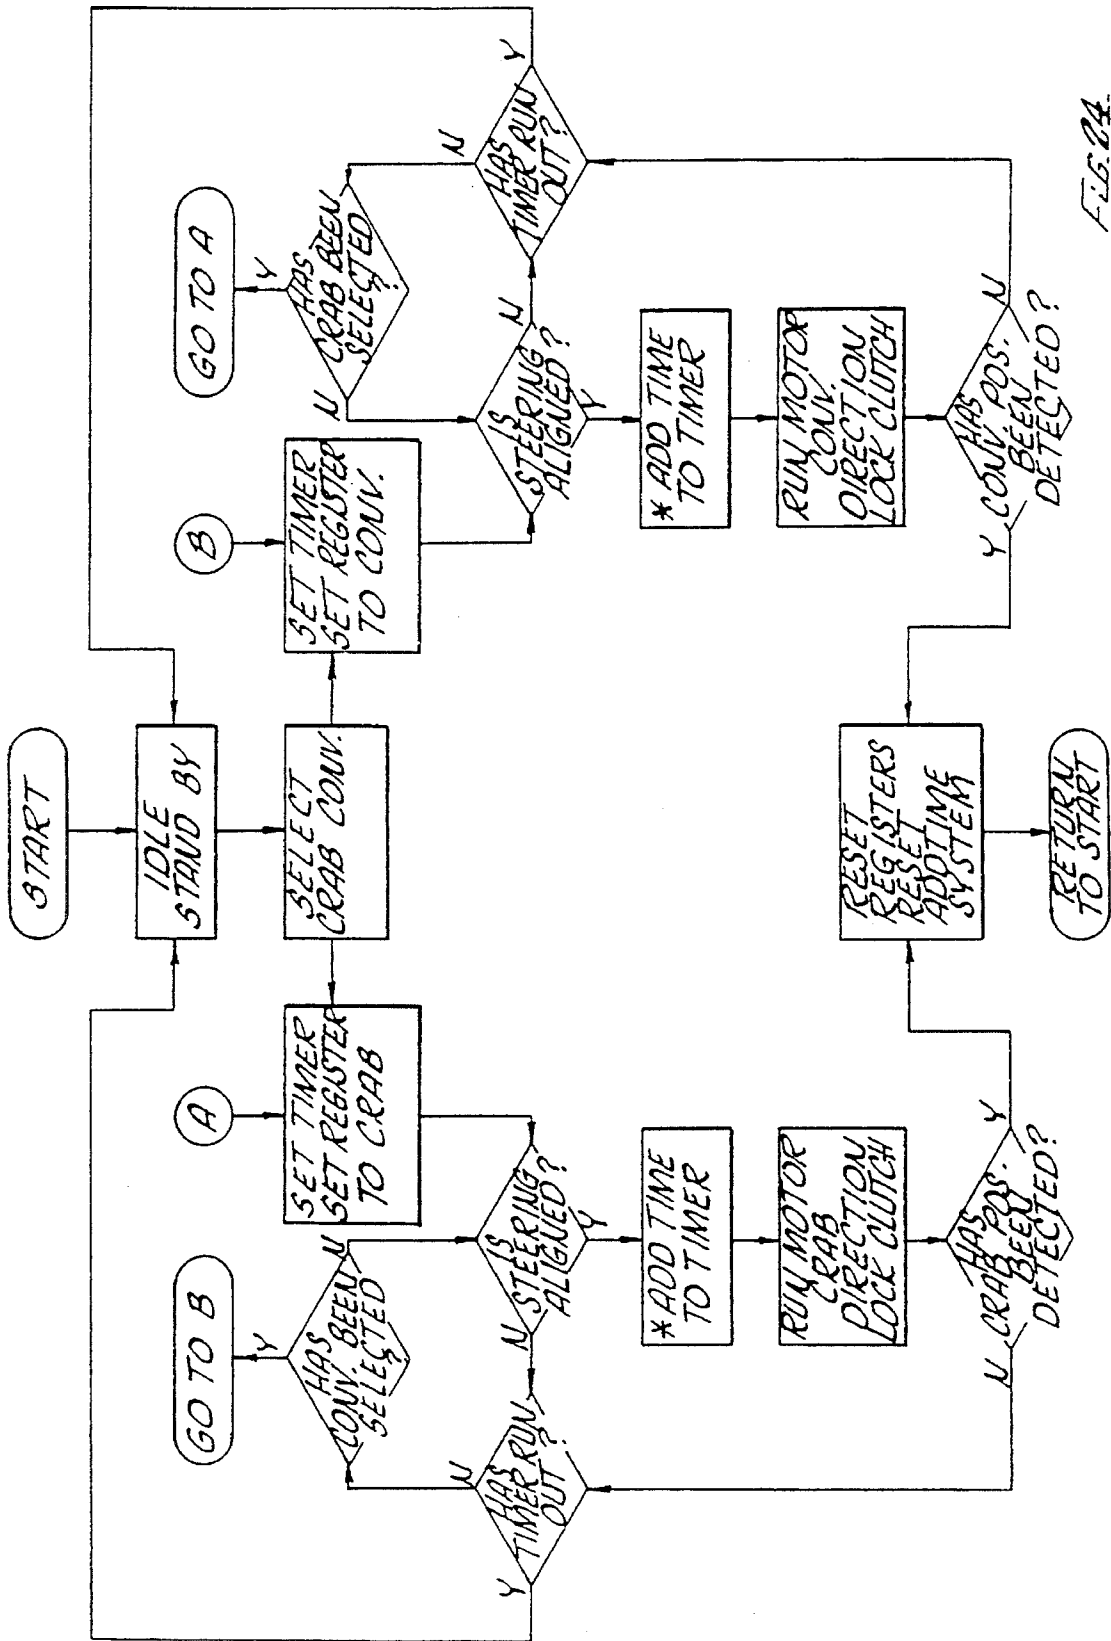 START
IDLE
STAND BY
SELECT
CRAB CONV.
GO TO B
Y
HAS
CONV. BEEN
SELECTED
?
N
N
A
SET TIMER
SET REGISTER
TO CRAB
HAS
TIMER RUN
OUT?
Y
N
IS
STEERING
ALIGNED?
Y
* ADD TIME
TO TIMER
RUN MOTOR
CRAB
DIRECTION
LOCK CLUTCH
HAS
CRAB POS.
BEEN
DETECTED?
N
Y
B
SET TIMER
SET REGISTER
TO CONV.
GO TO A
Y
HAS
CRAB BEEN
SELECTED
?
N
N
IS
STEERING
ALIGNED?
N
Y
HAS
TIMER RUN
OUT?
Y
* ADD TIME
TO TIMER
RUN MOTOR
CONV.
DIRECTION
LOCK CLUTCH
HAS
CONV POS.
BEEN
DETECTED?
Y
N
RESET
REGISTERS
RESET
ADDTIME
SYSTEM
RETURN
TO START
FIG. 24.